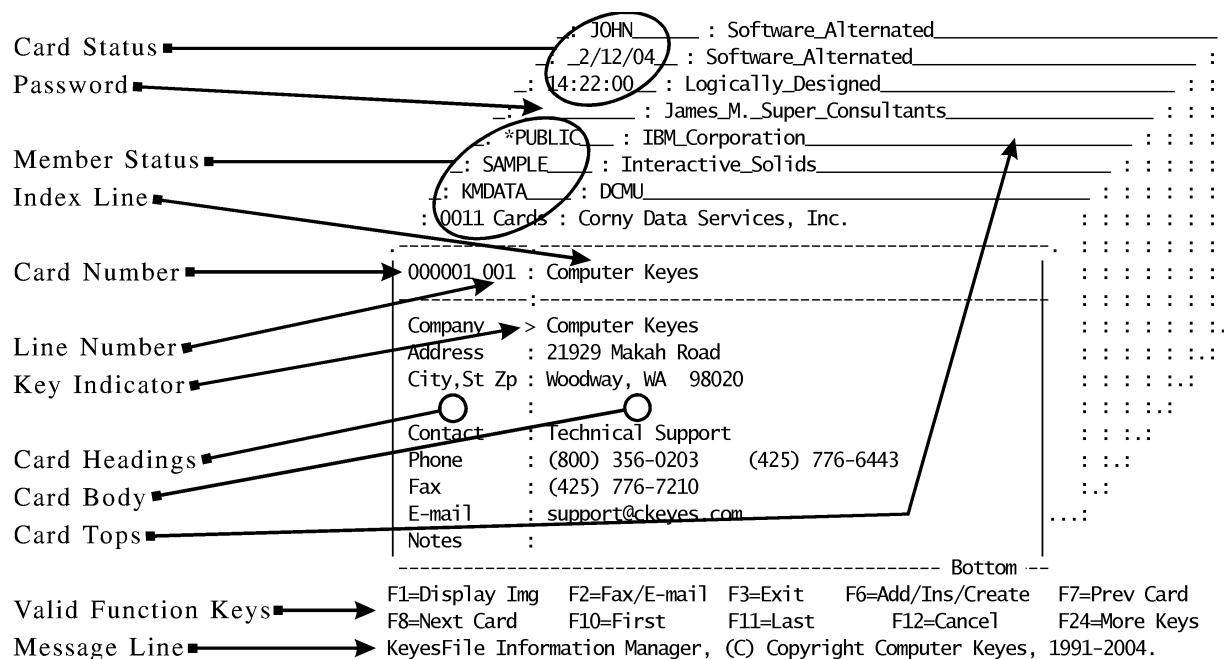 _: JOHN______ : Software_Alternated
Card Status
_: _2/12/04__ : Software_Alternated
Password
_: 14:22:00__ : Logically_Designed
_: : James_M._Super_Consultants
Member Status
_: *PUBLIC___ : IBM_Corporation
_: SAMPLE____ : Interactive_Solids
Index Line
_: KMDATA____ : DCMU
: 0011 Cards : Corny Data Services, Inc.
Card Number
000001 001 : Computer Keyes
Line Number
Company > Computer Keyes
Address : 21929 Makah Road
Key Indicator
City,St Zp : Woodway, WA 98020
:
Contact : Technical Support
Card Headings
Phone : (800) 356-0203 (425) 776-6443
Card Body
Fax : (425) 776-7210
Card Tops
E-mail : support@ckeyes.com
Notes :
Bottom
Valid Function Keys
F1=Display Img F2=Fax/E-mail F3=Exit F6=Add/Ins/Create F7=Prev Card
F8=Next Card F10=First F11=Last F12=Cancel F24=More Keys
Message Line
KeyesFile Information Manager, (C) Copyright Computer Keyes, 1991-2004.